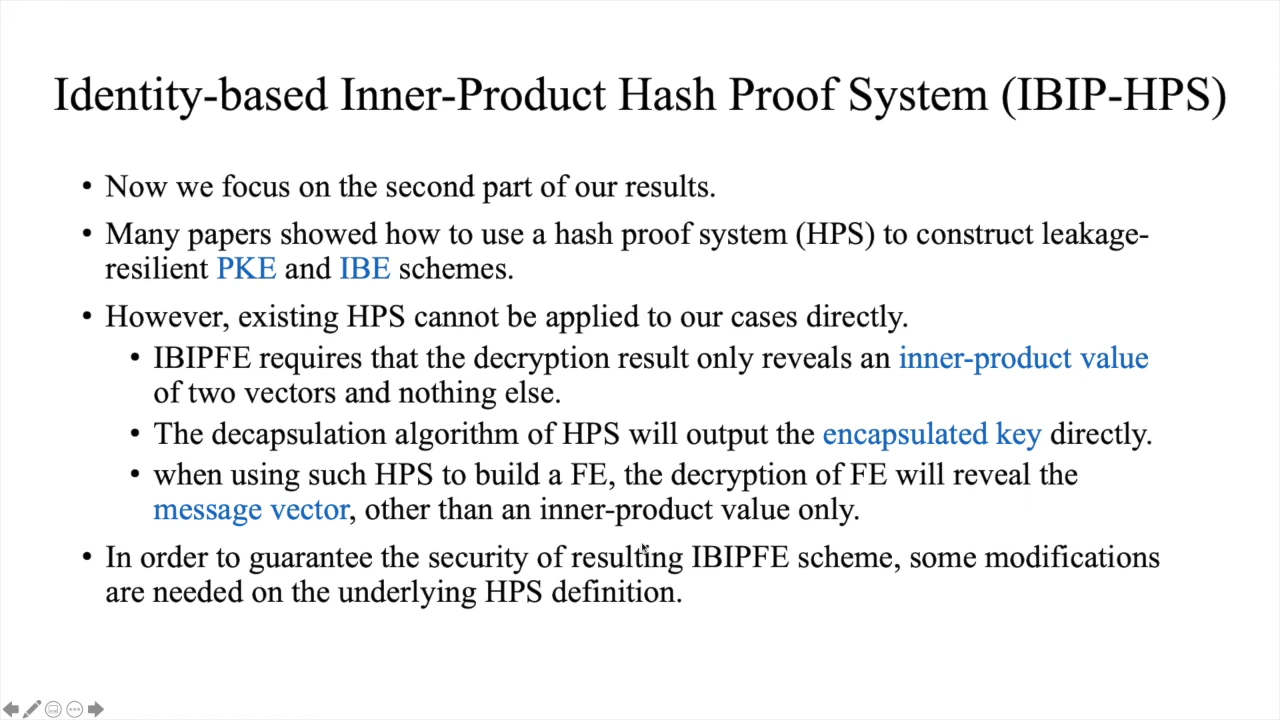 Identity-based Inner-Product Hash Proof System (IBIP-HPS)
• Now we focus on the second part of our results.
• Many papers showed how to use a hash proof system (HPS) to construct leakage-
resilient PKE and IBE schemes.
• However, existing HPS cannot be applied to our cases directly.
• IBIPFE requires that the decryption result only reveals an inner-product value
of two vectors and nothing else.
• The decapsulation algorithm of HPS will output the encapsulated key directly.
• when using such HPS to build a FE, the decryption of FE will reveal the
message vector, other than an inner-product value only.
• In order to guarantee the security of resulting IBIPFE scheme, some modifications
are needed on the underlying HPS definition.